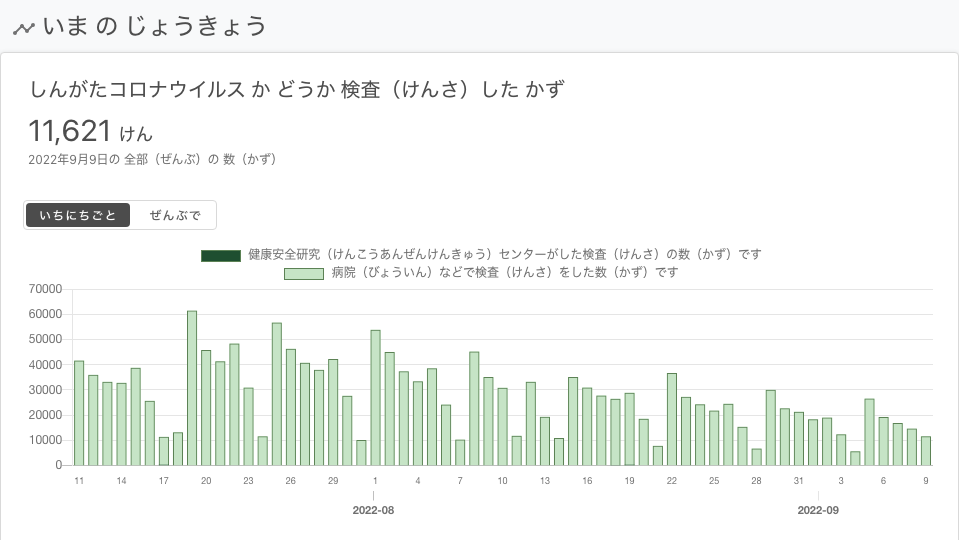 いま の じょうきょう
しんがたコロナウイルス か どうか 検査（けんさ）した かず
11,621 けん
2022年9月9日の 全部（ぜんぶ）の 数（かず）
いちにちごと ぜんぶで
健康安全研究（けんこうあんぜんけんきゅう）センターがした検査（けんさ）の数（かず）です
病院（びょういん）などで検査（けんさ）をした数（かず）です
70000
60000
50000
40000
30000
20000
10000
0
11 14 17 20 23 26 29 1 4 7 10 13 16 19 22 25 28 31 3 6 9
2022-08 2022-09